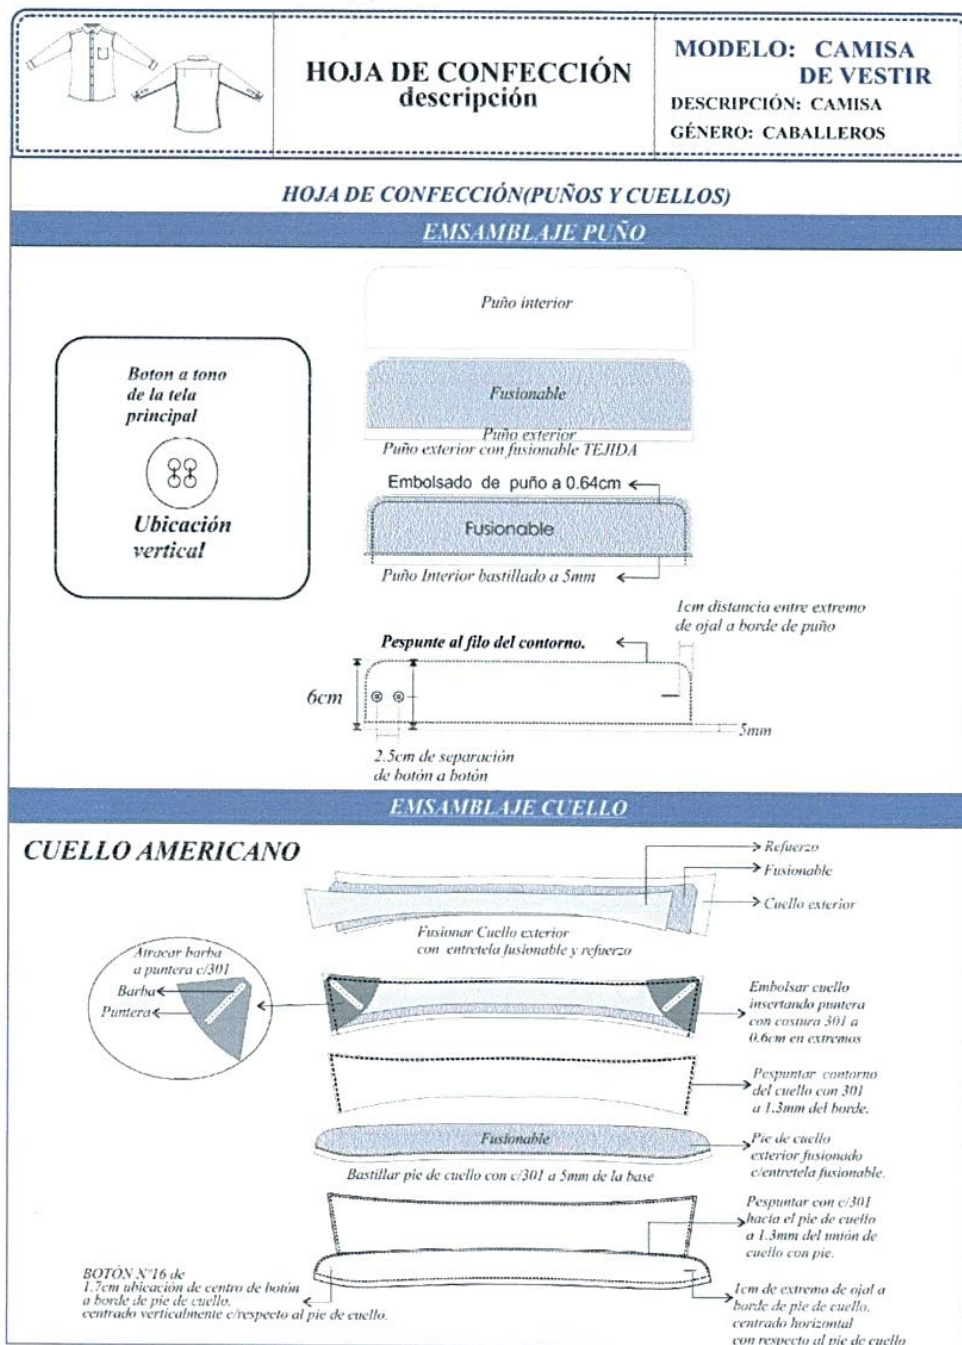 HOJA DE CONFECCIÓN
descripción
MODELO: CAMISA
DE VESTIR
DESCRIPCIÓN: CAMISA
GÉNERO: CABALLEROS
HOJA DE CONFECCIÓN(PUÑOS Y CUELLOS)
EMSAMBLAJE PUÑO
Puño interior
Boton a tono
de la tela
principal
Ubicación
vertical
Fusionable
Puño exterior
Puño exterior con fusionable TEJIDA
Embolsado de puño a 0.64cm
Fusionable
Puño Interior bastillado a 5mm
1cm distancia entre extremo
de ojal a borde de puño
Pespunte al filo del contorno.
6cm
5mm
2.5cm de separación
de botón a botón
EMSAMBLAJE CUELLO
CUELLO AMERICANO
Refuerzo
Fusionable
Cuello exterior
Fusionar Cuello exterior
con entretela fusionable y refuerzo
Atracar barba
a puntera c/301
Barba
Puntera
Embolsar cuello
insertando puntera
con costura 301 a
0.6cm en extremos
Pespuntar contorno
del cuello con 301
a 1.3mm del borde.
Fusionable
Pie de cuello
exterior fusionado
c/entretela fusionable.
Bastillar pie de cuello con c/301 a 5mm de la base
Pespuntar con c/301
hacia el pie de cuello
a 1.3mm del unión de
cuello con pie.
BOTÓN N°16 de
1.7cm ubicación de centro de botón
a borde de pie de cuello.
centrado verticalmente c/respecto al pie de cuello.
1cm de extremo de ojal a
borde de pie de cuello.
centrado horizontal
con respecto al pie de cuello